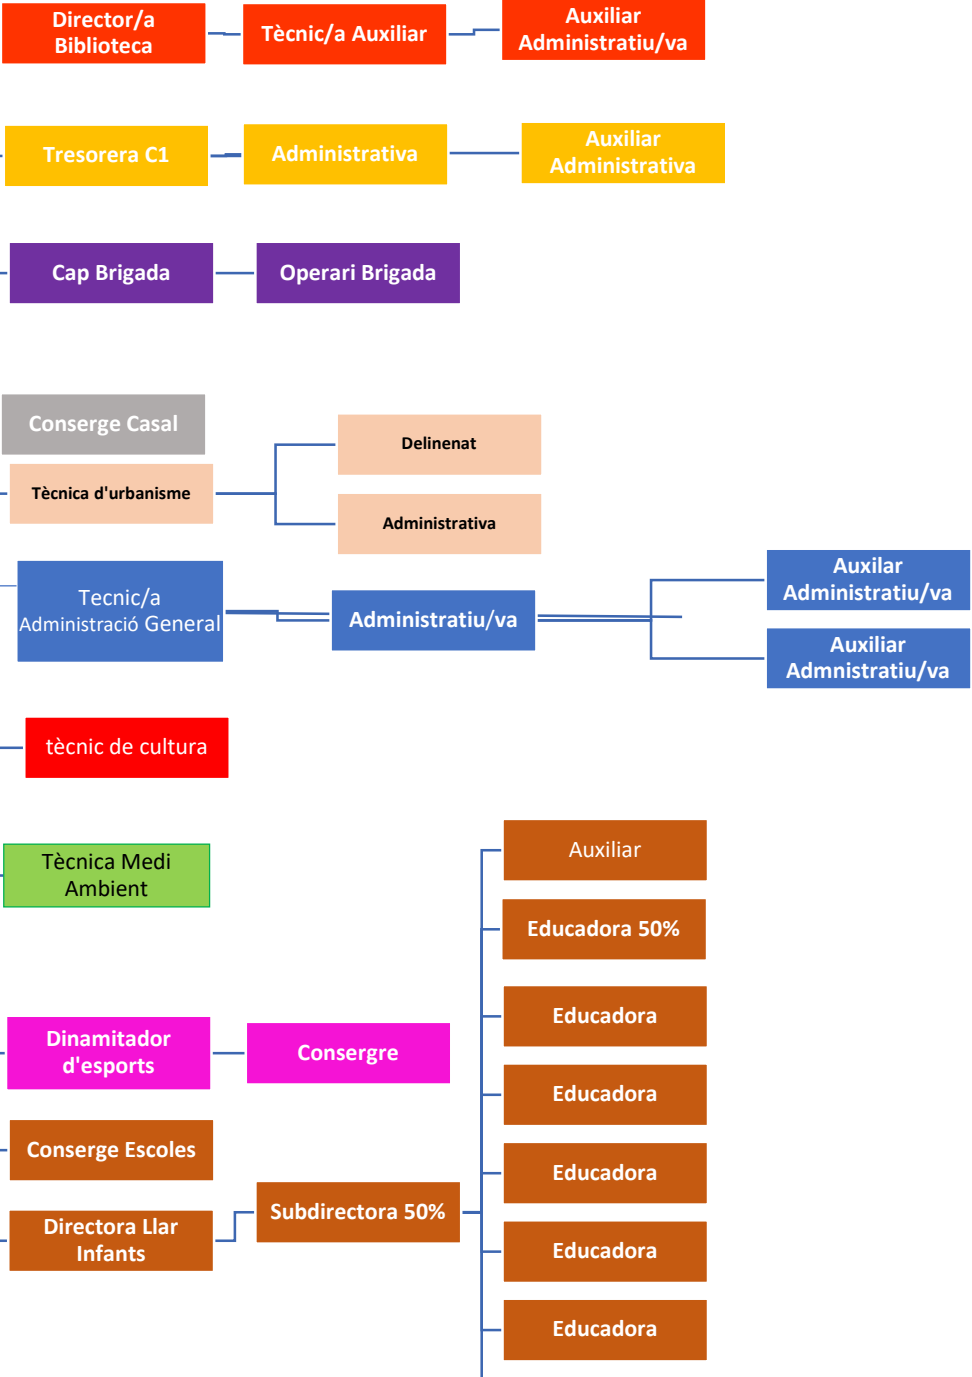 Director/a
Biblioteca
Tècnic/a Auxiliar
Auxiliar
Administratiu/va
Tresorera C1
Administrativa
Auxiliar
Administrativa
Cap Brigada
Operari Brigada
Conserge Casal
Tècnica d'urbanisme
Delinenat
Administrativa
Tecnic/a
Administració General
Administratiu/va
Auxilar
Administratiu/va
Auxiliar
Admnistratiu/va
tècnic de cultura
Tècnica Medi
Ambient
Dinamitador
d'esports
Consergre
Conserge Escoles
Directora Llar
Infants
Subdirectora 50%
Auxiliar
Educadora 50%
Educadora
Educadora
Educadora
Educadora
Educadora